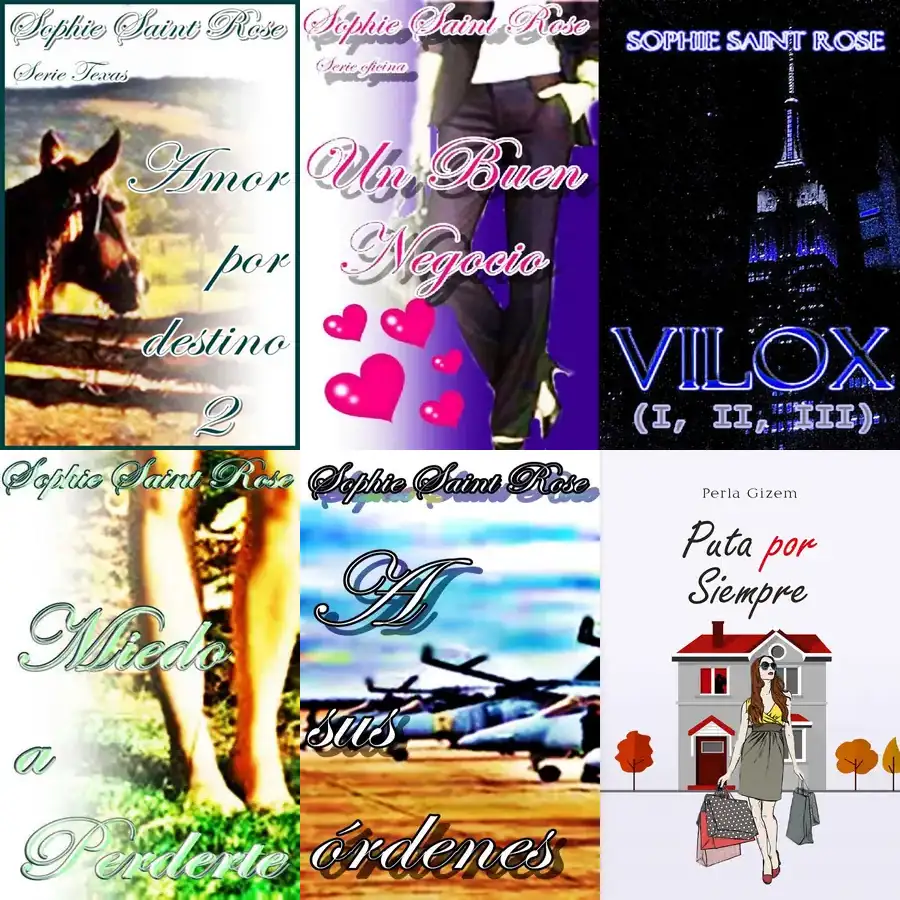 Sophie Saint Rose
Serie Texas
Amor
por
destino
2
Sophie Saint Rose
Serie oficina
Un Buen
Negocio
SOPHIE SAINT ROSE
VILOX
(I, II, III)
Sophie Saint Rose
Miedo
a
Perderte
Sophie Saint Rose
A
sus
órdenes
Perla Gizem
Puta por
Siempre